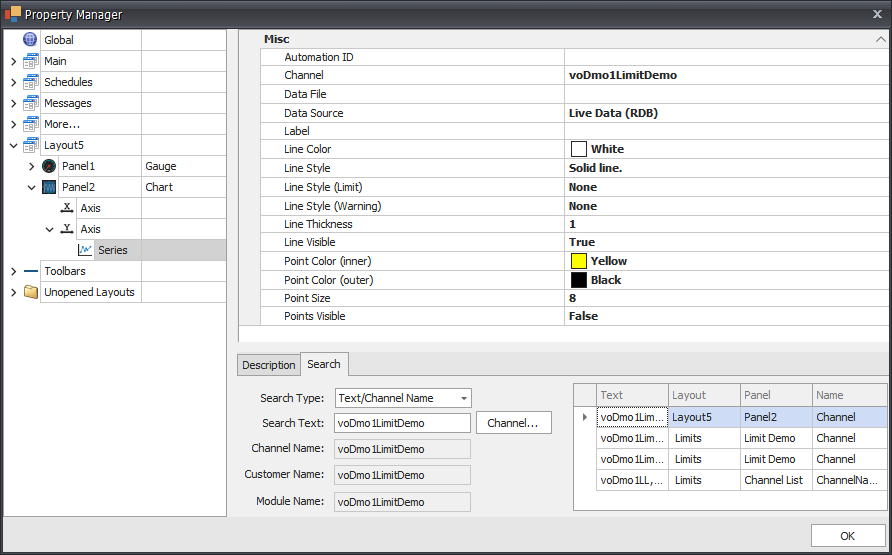 Property Manager
Global
Main
Schedules
Messages
More...
Layout5
Panel1 Gauge
Panel2 Chart
X Axis
Y Axis
Series
Toolbars
Unopened Layouts
Misc
Automation ID
Channel voDmo1LimitDemo
Data File
Data Source Live Data (RDB)
Label
Line Color White
Line Style Solid line.
Line Style (Limit) None
Line Style (Warning) None
Line Thickness 1
Line Visible True
Point Color (inner) Yellow
Point Color (outer) Black
Point Size 8
Points Visible False
Description Search
Search Type: Text/Channel Name
Search Text: voDmo1LimitDemo Channel...
Channel Name: voDmo1LimitDemo
Customer Name: voDmo1LimitDemo
Module Name: voDmo1LimitDemo
Text Layout Panel Name
voDmo1Lim... Layout5 Panel2 Channel
voDmo1Lim... Limits Limit Demo Channel
voDmo1Lim... Limits Limit Demo Channel
voDmo1LL,... Limits Channel List ChannelNa...
OK